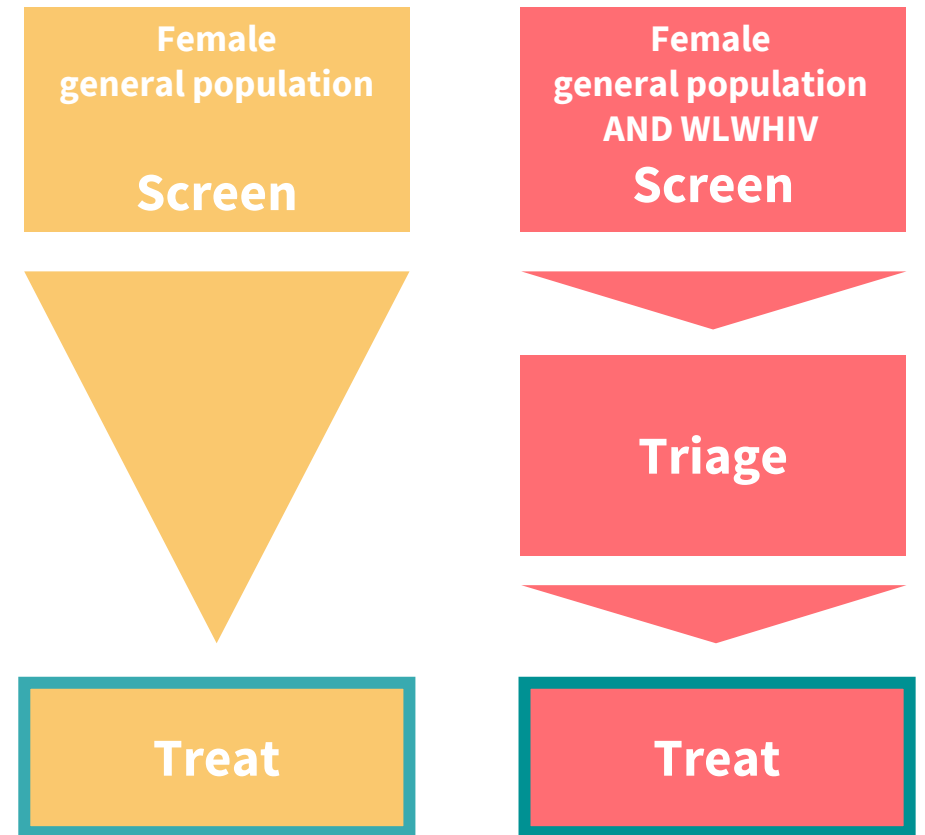 Female
general population
Screen
Female
general population
AND WLWHIV
Screen
Triage
Treat
Treat